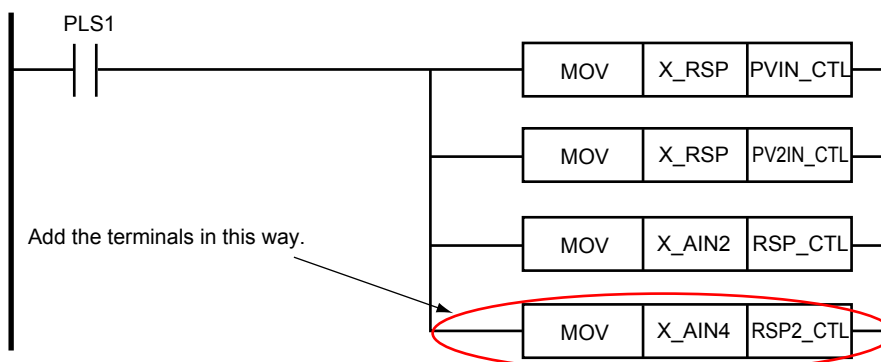 PLS1
MOV X_RSP PVIN_CTL
MOV X_RSP PV2IN_CTL
Add the terminals in this way.
MOV X_AIN2 RSP_CTL
MOV X_AIN4 RSP2_CTL